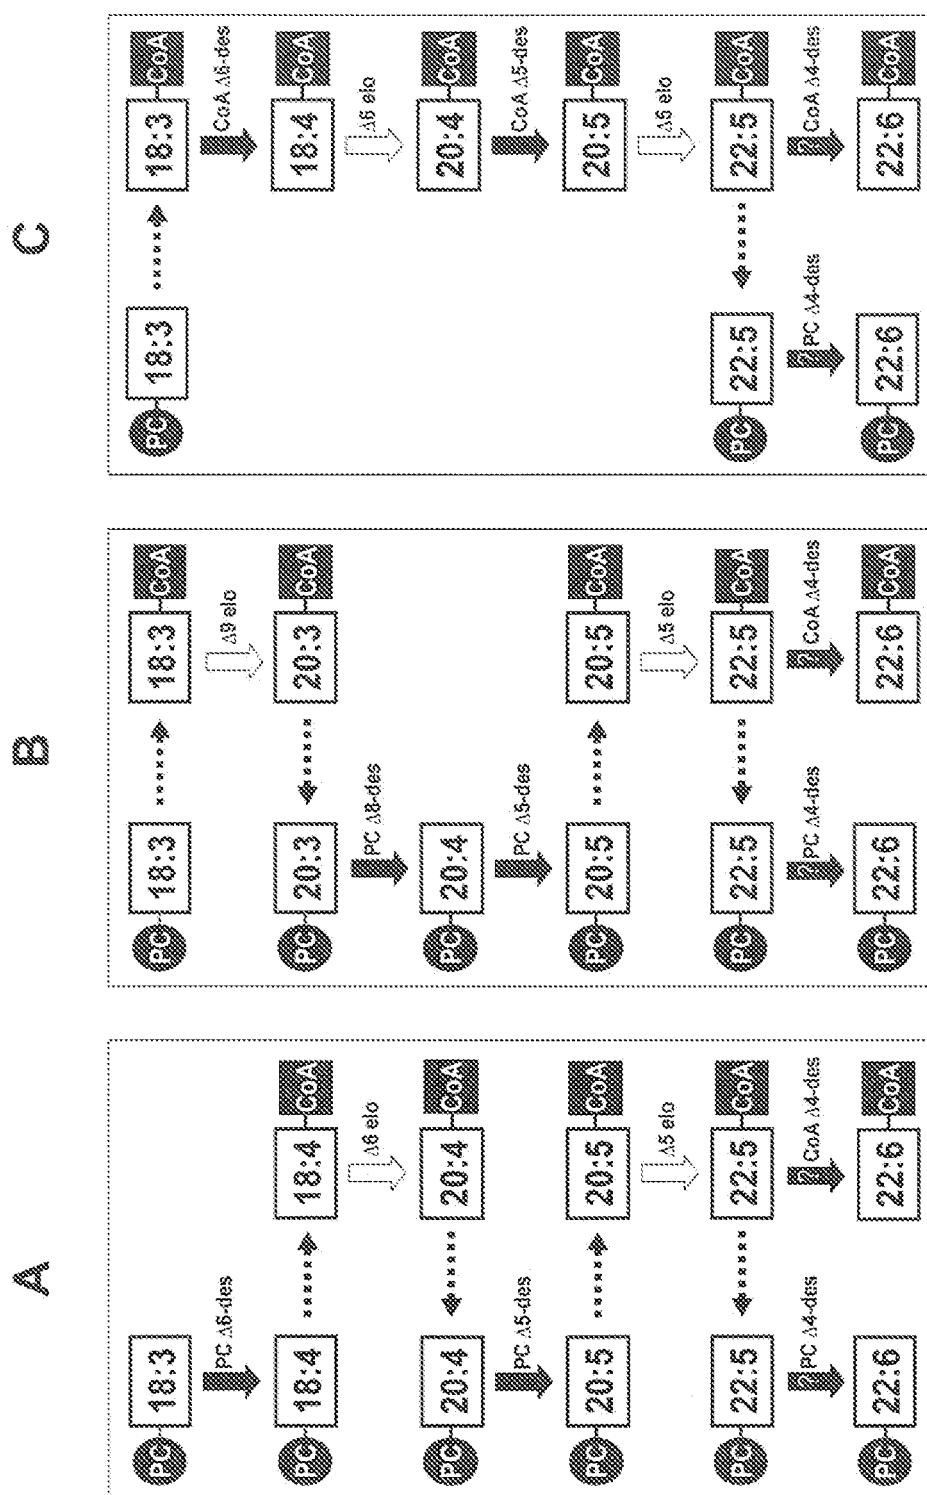 A
PC 18:3
PC Δ6-des
PC 18:4 18:4 CoA
Δ6 elo
PC 20:4 20:4 CoA
PC Δ5-des
PC 20:5 20:5 CoA
Δ5 elo
PC 22:5 22:5 CoA
? PC Δ4-des ? CoA Δ4-des
PC 22:6 22:6 CoA
B
PC 18:3 18:3 CoA
Δ9 elo
PC 20:3 20:3 CoA
PC Δ8-des
PC 20:4
PC Δ5-des
PC 20:5 20:5 CoA
Δ5 elo
PC 22:5 22:5 CoA
? PC Δ4-des ? CoA Δ4-des
PC 22:6 22:6 CoA
C
PC 18:3 18:3 CoA
CoA Δ6-des
18:4 CoA
Δ6 elo
20:4 CoA
CoA Δ5-des
20:5 CoA
Δ5 elo
PC 22:5 22:5 CoA
? PC Δ4-des ? CoA Δ4-des
PC 22:6 22:6 CoA